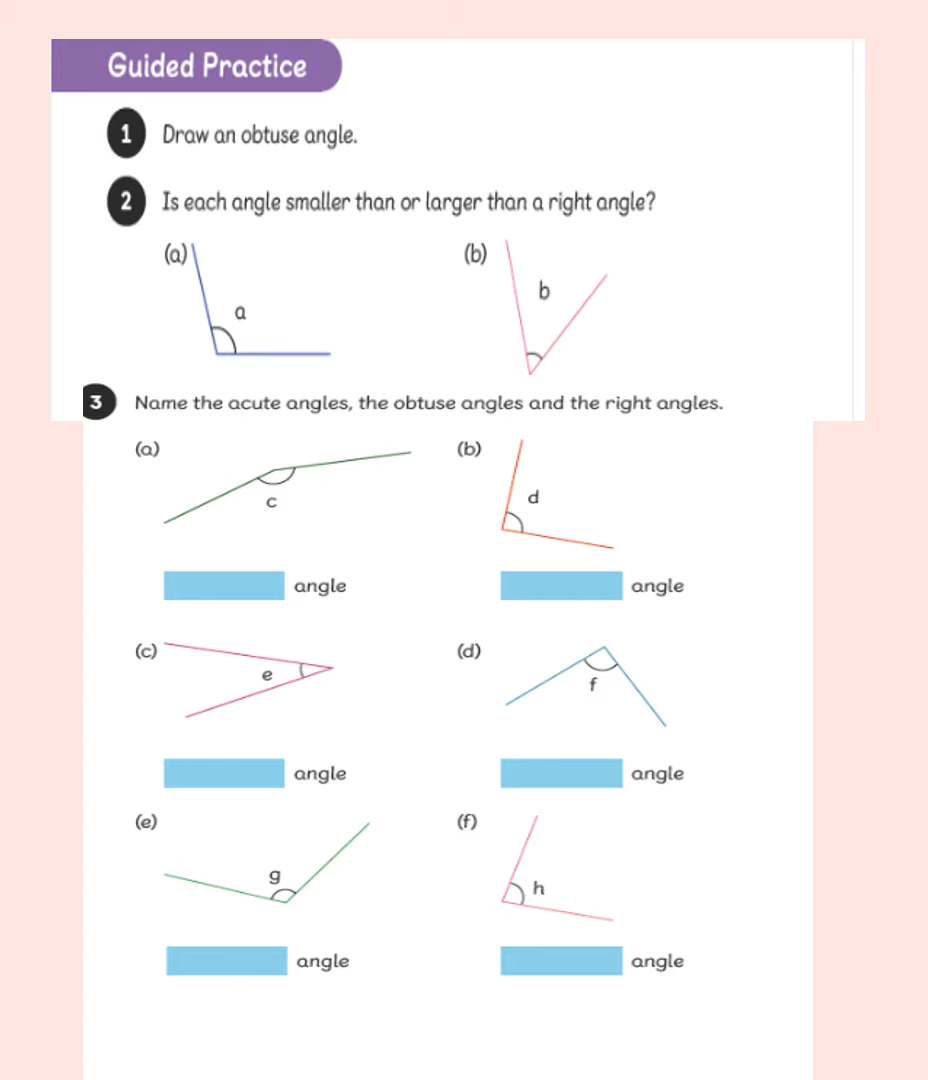 Guided Practice
1 Draw an obtuse angle.
2 Is each angle smaller than or larger than a right angle?
(a) (b)
a b
3 Name the acute angles, the obtuse angles and the right angles.
(a) (b)
c d
angle angle
(c) (d)
e f
angle angle
(e) (f)
g h
angle angle